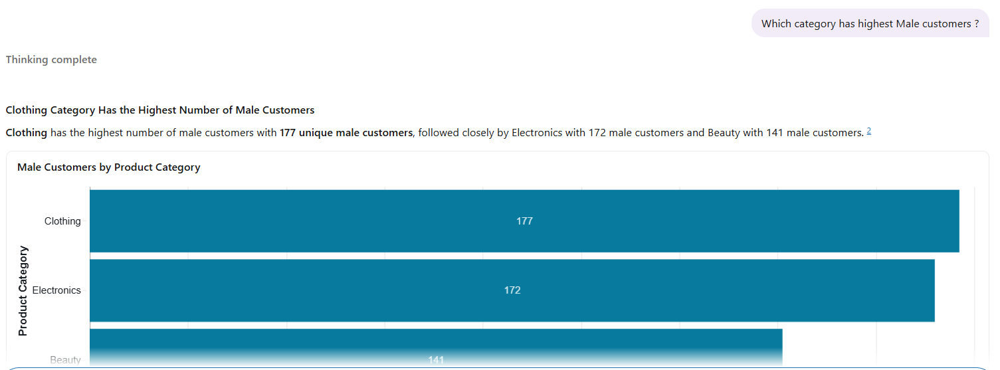 Which category has highest Male customers ?
Thinking complete
Clothing Category Has the Highest Number of Male Customers
Clothing has the highest number of male customers with 177 unique male customers, followed closely by Electronics with 172 male customers and Beauty with 141 male customers. 2
Male Customers by Product Category
Product Category
Clothing 177
Electronics 172
Beauty 141